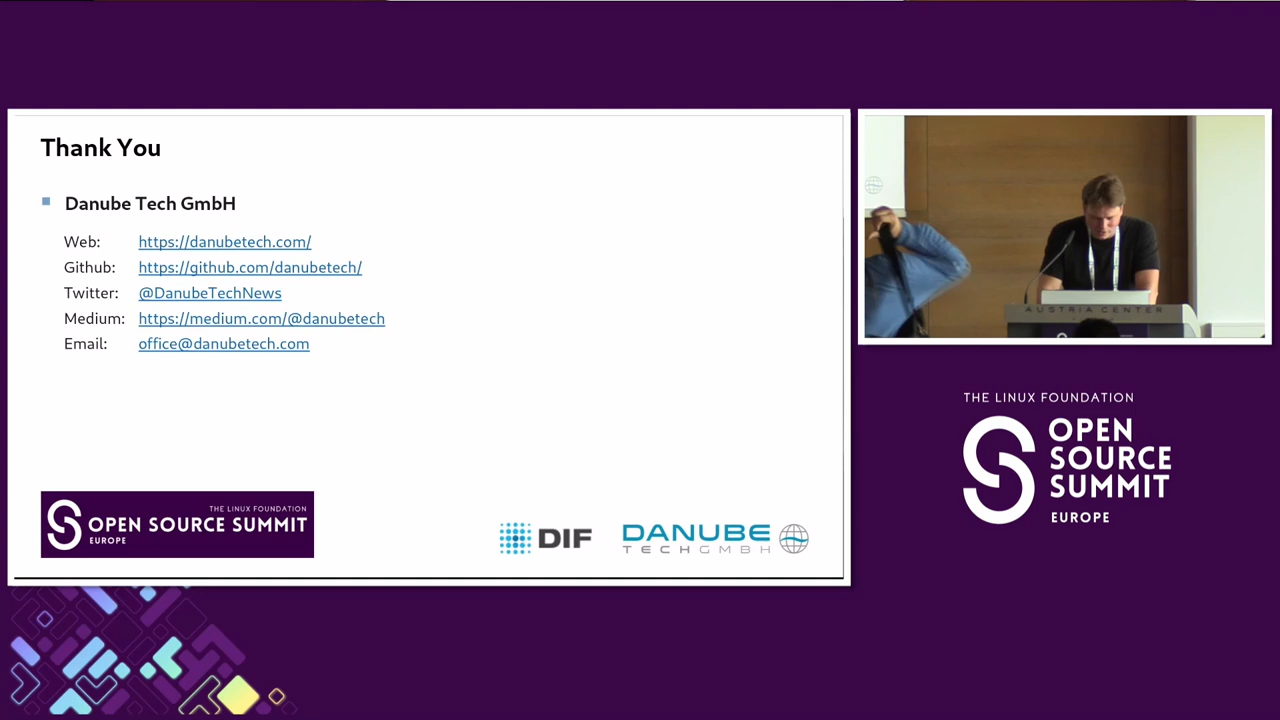 Thank You
Danube Tech GmbH
Web: https://danubetech.com/
Github: https://github.com/danubetech/
Twitter: @DanubeTechNews
Medium: https://medium.com/@danubetech
Email: office@danubetech.com
THE LINUX FOUNDATION
OPEN SOURCE SUMMIT
EUROPE
DIF
DANUBE
TECHGMBH
AUSTRIA CENTER
THE LINUX FOUNDATION
OPEN
SOURCE
SUMMIT
EUROPE